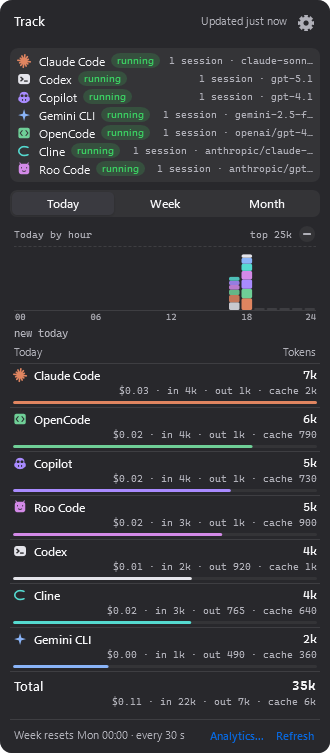 Track Updated just now
Claude Code running 1 session · claude-sonn…
Codex running 1 session · gpt-5.1
Copilot running 1 session · gpt-4.1
Gemini CLI running 1 session · gemini-2.5-f…
OpenCode running 1 session · openai/gpt-4…
Cline running 1 session · anthropic/claude-…
Roo Code running 1 session · anthropic/gpt…
Today Week Month
Today by hour top 25k
00 06 12 18 24
new today
Today Tokens
Claude Code 7k
$0.03 · in 4k · out 1k · cache 2k
OpenCode 6k
$0.02 · in 4k · out 1k · cache 790
Copilot 5k
$0.02 · in 4k · out 1k · cache 730
Roo Code 5k
$0.02 · in 3k · out 1k · cache 900
Codex 4k
$0.01 · in 2k · out 920 · cache 1k
Cline 4k
$0.02 · in 3k · out 765 · cache 640
Gemini CLI 2k
$0.00 · in 1k · out 490 · cache 360
Total 35k
$0.11 · in 22k · out 7k · cache 6k
Week resets Mon 00:00 · every 30 s Analytics… Refresh